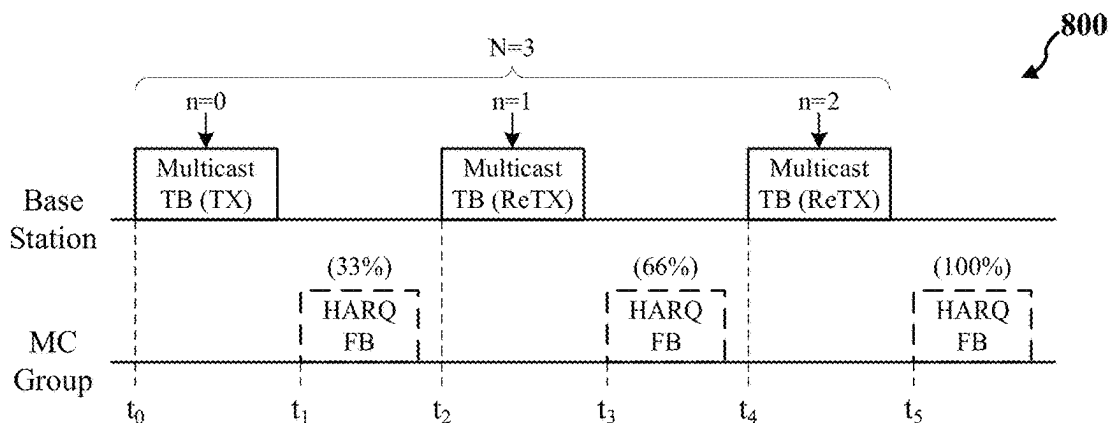 800
N=3
n=0 n=1 n=2
Multicast Multicast Multicast
TB (TX) TB (ReTX) TB (ReTX)
Base
Station
(33%) (66%) (100%)
HARQ HARQ HARQ
FB FB FB
MC
Group
t0 t1 t2 t3 t4 t5